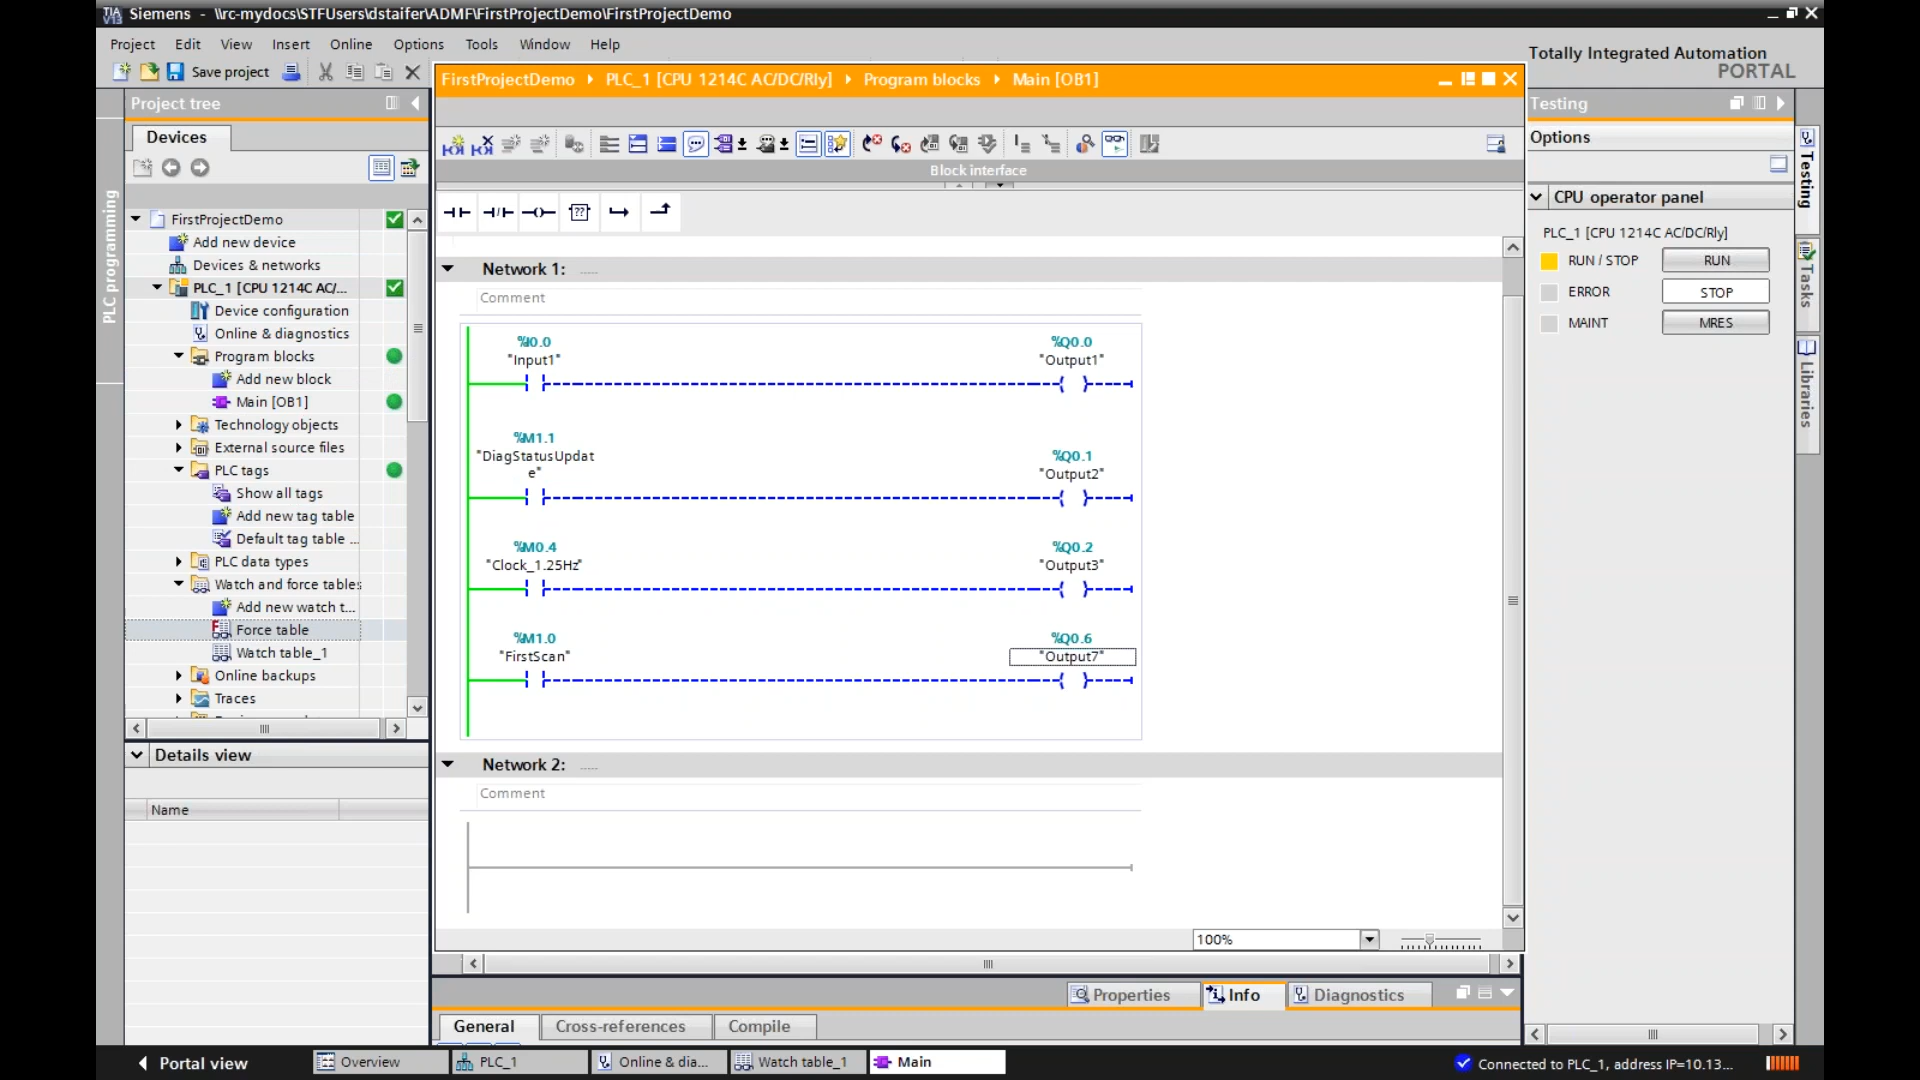 TIA
V13
Siemens - \\rc-mydocs\STFUsers\dstaifer\ADMF\FirstProjectDemo\FirstProjectDemo
Project Edit View Insert Online Options Tools Window Help
Save project
Totally Integrated Automation
PORTAL
FirstProjectDemo PLC_1 [CPU 1214C AC/DC/Rly] Program blocks Main [OB1]
Project tree
Devices
PLC programming
FirstProjectDemo
Add new device
Devices & networks
PLC_1 [CPU 1214C AC/...
Device configuration
Online & diagnostics
Program blocks
Add new block
Main [OB1]
Technology objects
External source files
PLC tags
Show all tags
Add new tag table
Default tag table ...
PLC data types
Watch and force tables
Add new watch t...
Force table
Watch table_1
Online backups
Traces
Details view
Name
Block interface
Network 1: .....
Comment
%I0.0
"Input1"
%Q0.0
"Output1"
%M1.1
"DiagStatusUpdat
e"
%Q0.1
"Output2"
%M0.4
"Clock_1.25Hz"
%Q0.2
"Output3"
%M1.0
"FirstScan"
%Q0.6
"Output7"
Network 2: .....
Comment
100%
Properties Info Diagnostics
General Cross-references Compile
Testing
Options
CPU operator panel
PLC_1 [CPU 1214C AC/DC/Rly]
RUN / STOP RUN
ERROR STOP
MAINT MRES
Testing
Tasks
Libraries
Portal view Overview PLC_1 Online & dia... Watch table_1 Main
Connected to PLC_1, address IP=10.13...